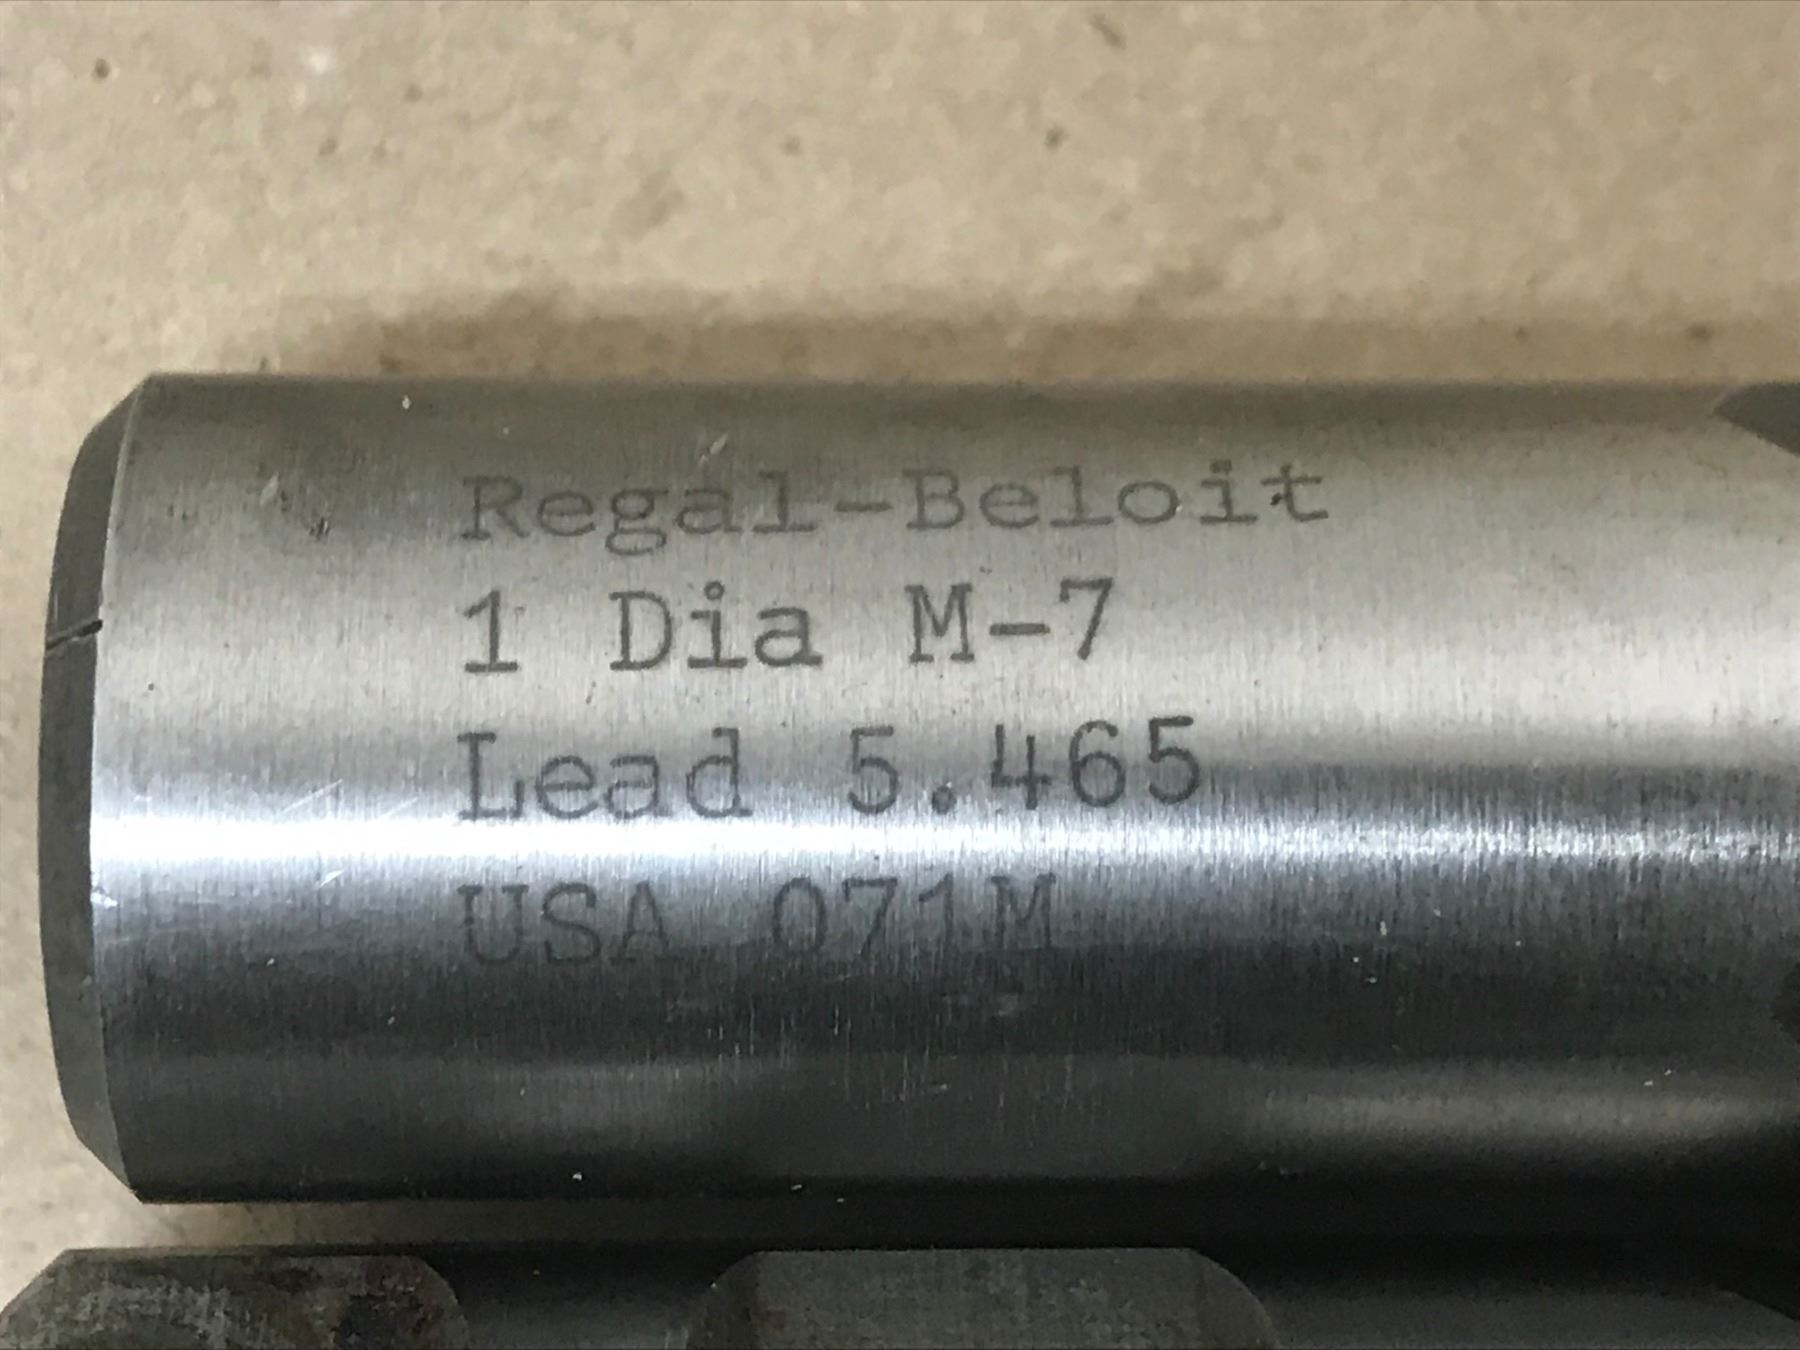 Regal-Beloit
1 Dia M-7
Lead 5.465
USA 071M